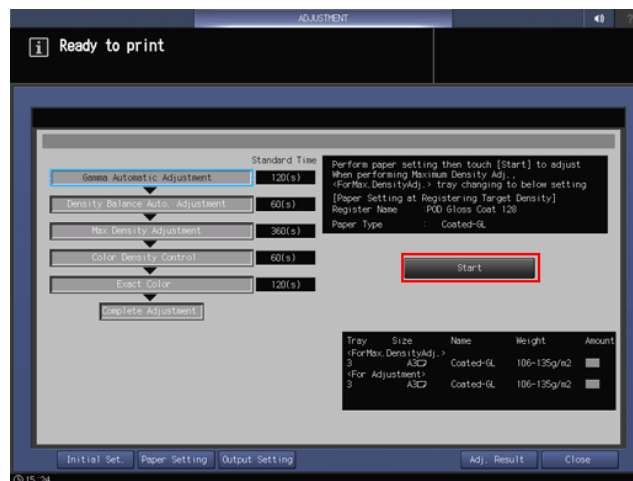 ADJUSTMENT
?
i Ready to print
Standard Time
Gamma Automatic Adjustment 120(s)
Density Balance Auto. Adjustment 60(s)
Max Density Adjustment 360(s)
Color Density Control 60(s)
Exact Color 120(s)
Complete Adjustment
Perform paper setting then touch [Start] to adjust
When performing Maximum Density Adj.,
<ForMax.DensityAdj.> tray changing to below setting
[Paper Setting at Registering Target Density]
Register Name :POD Gloss Coat 128
Paper Type : Coated-GL
Start
Tray Size Name Weight Amount
<ForMax.DensityAdj.>
3 A3 Coated-GL 106-135g/m2
<For Adjustment>
3 A3 Coated-GL 106-135g/m2
Initial Set. Paper Setting Output Setting Adj. Result Close
15:24